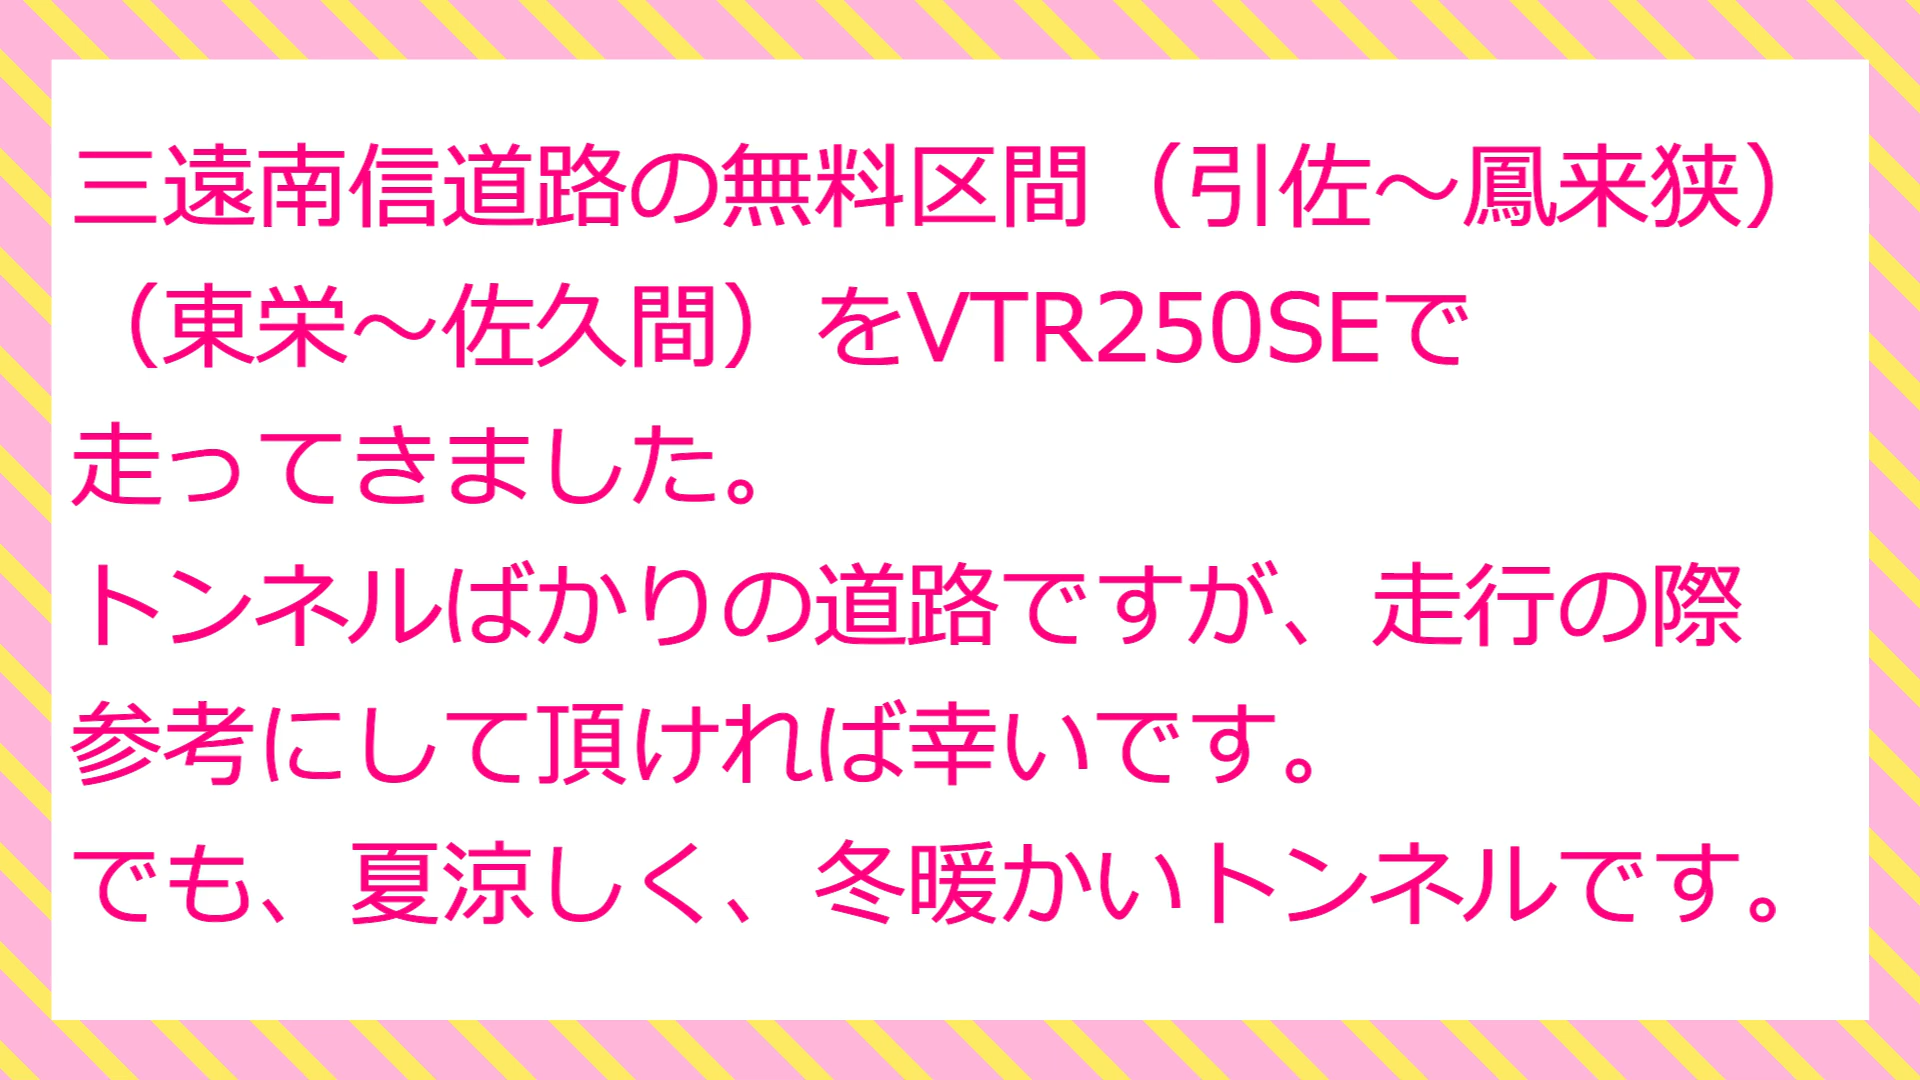 三遠南信道路の無料区間（引佐～鳳来狭）
（東栄～佐久間）をVTR250SEで
走ってきました。
トンネルばかりの道路ですが、走行の際
参考にして頂ければ幸いです。
でも、夏涼しく、冬暖かいトンネルです。